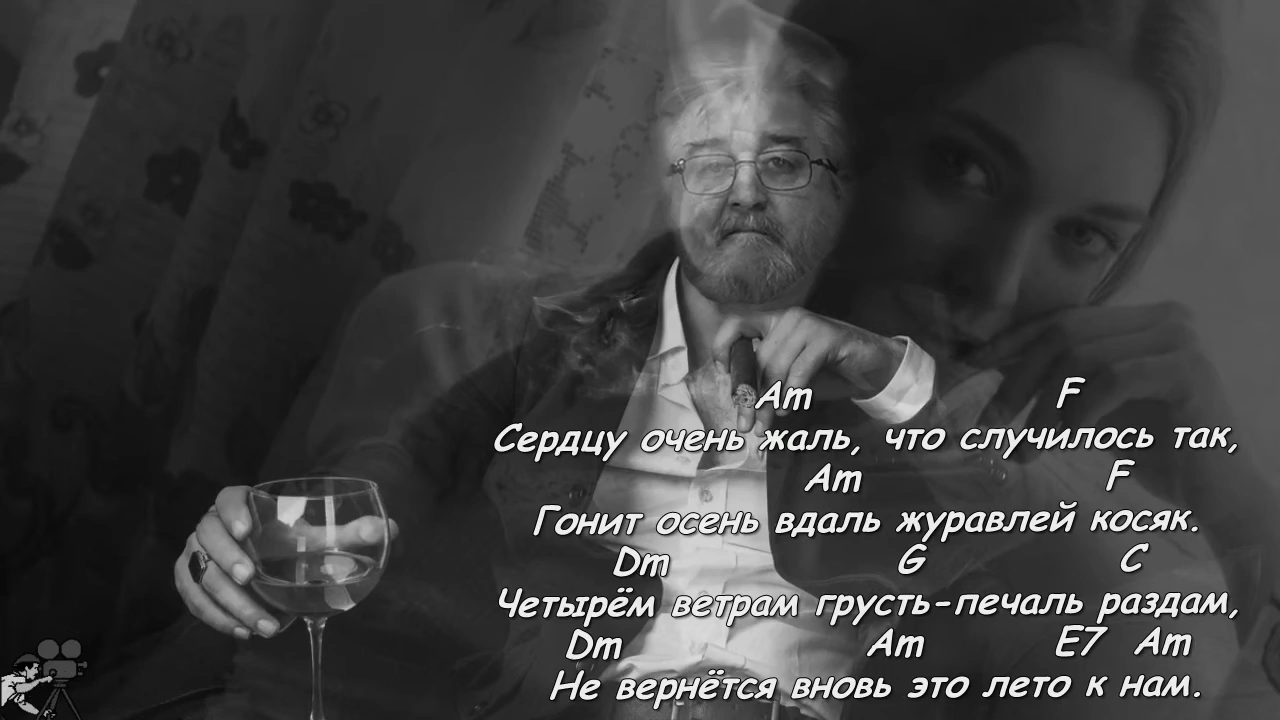 Am F
Сердцу очень жаль, что случилось так,
Am F
Гонит осень вдаль журавлей косяк.
Dm G C
Четырём ветрам грусть-печаль раздам,
Dm Am E7 Am
Не вернётся вновь это лето к нам.